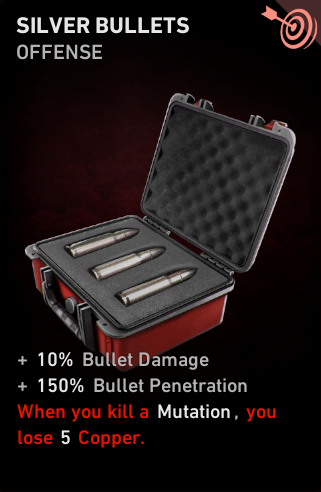 SILVER BULLETS
OFFENSE
+ 10% Bullet Damage
+ 150% Bullet Penetration
When you kill a Mutation, you
lose 5 Copper.